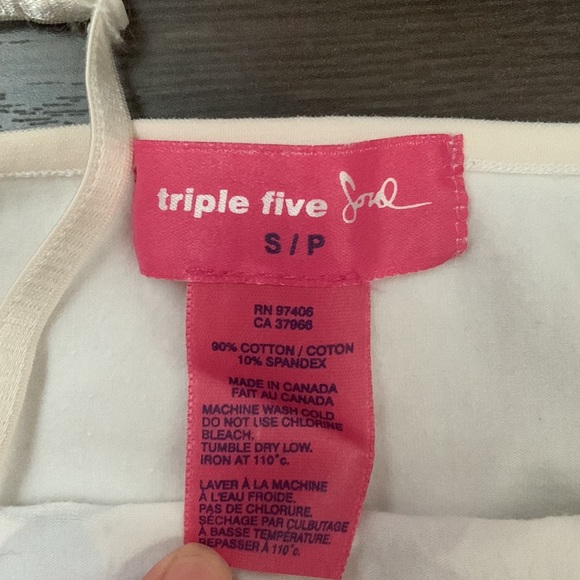 triple five Soul
S / P
RN 97406
CA 37966
90% COTTON / COTON
10% SPANDEX
MADE IN CANADA
FAIT AU CANADA
MACHINE WASH COLD
DO NOT USE CHLORINE
BLEACH.
TUMBLE DRY LOW.
IRON AT 110°c.
LAVER À LA MACHINE
À L'EAU FROIDE.
PAS DE CHLORURE.
SÉCHAGE PAR CULBUTAGE
À BASSE TEMPÉRATURE.
REPASSER À 110°c.